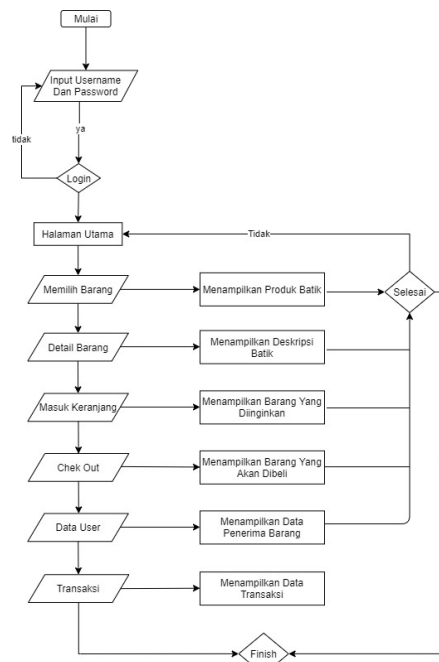 Mulai
Input Username
Dan Password
tidak
ya
Login
Halaman Utama
Tidak
Memilih Barang
Menampilkan Produk Batik
Selesai
Detail Barang
Menampilkan Deskripsi
Batik
Masuk Keranjang
Menampilkan Barang Yang
Diinginkan
Chek Out
Menampilkan Barang Yang
Akan Dibeli
Data User
Menampilkan Data
Penerima Barang
Transaksi
Menampilkan Data
Transaksi
Finish